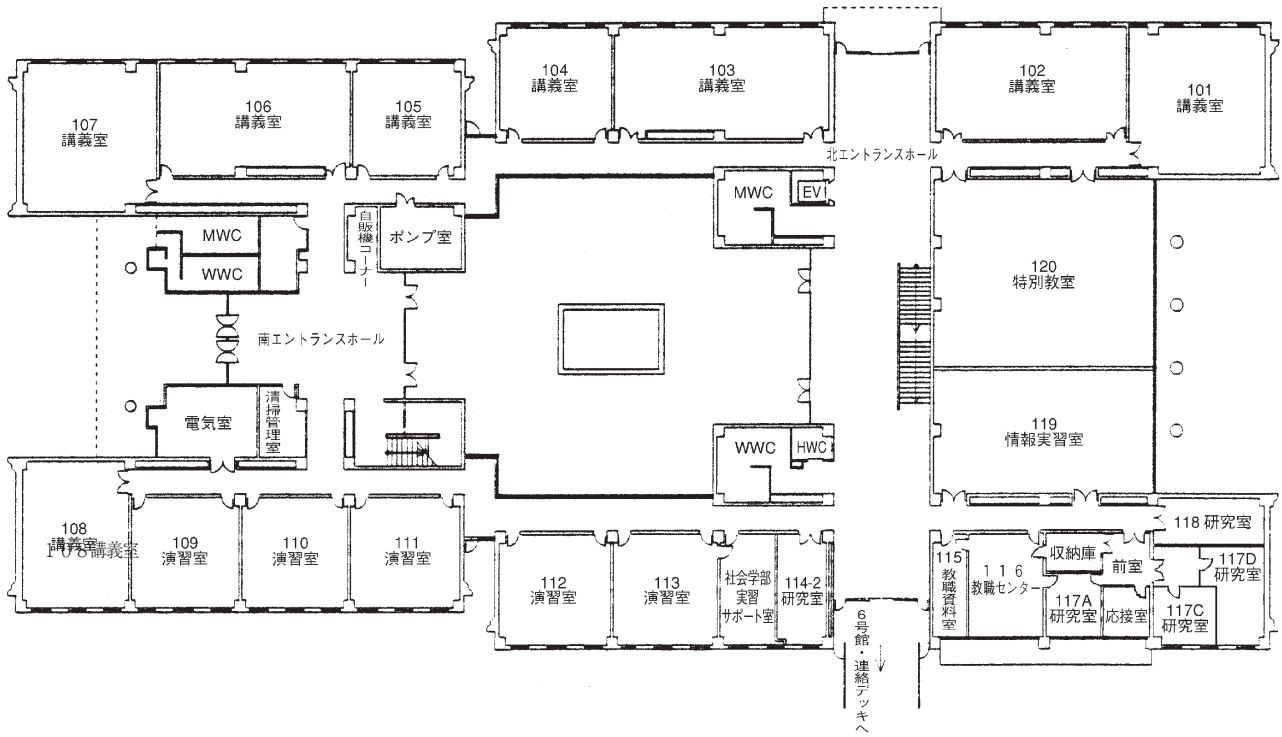 104
講義室
103
講義室
102
講義室
101
講義室
107
講義室
106
講義室
105
講義室
北エントランスホール
MWC
EV
MWC
WWC
自販機コーナー
ポンプ室
120
特別教室
南エントランスホール
電気室
清掃管理室
WWC
HWC
119
情報実習室
108
講義室
108講義室
109
演習室
110
演習室
111
演習室
112
演習室
113
演習室
社会学部
実習
サポート室
114-2
研究室
6号館・連絡デッキへ
115
教職資料室
116
教職センター
収納庫
前室
117A
研究室
応接室
118 研究室
117D
研究室
117C
研究室